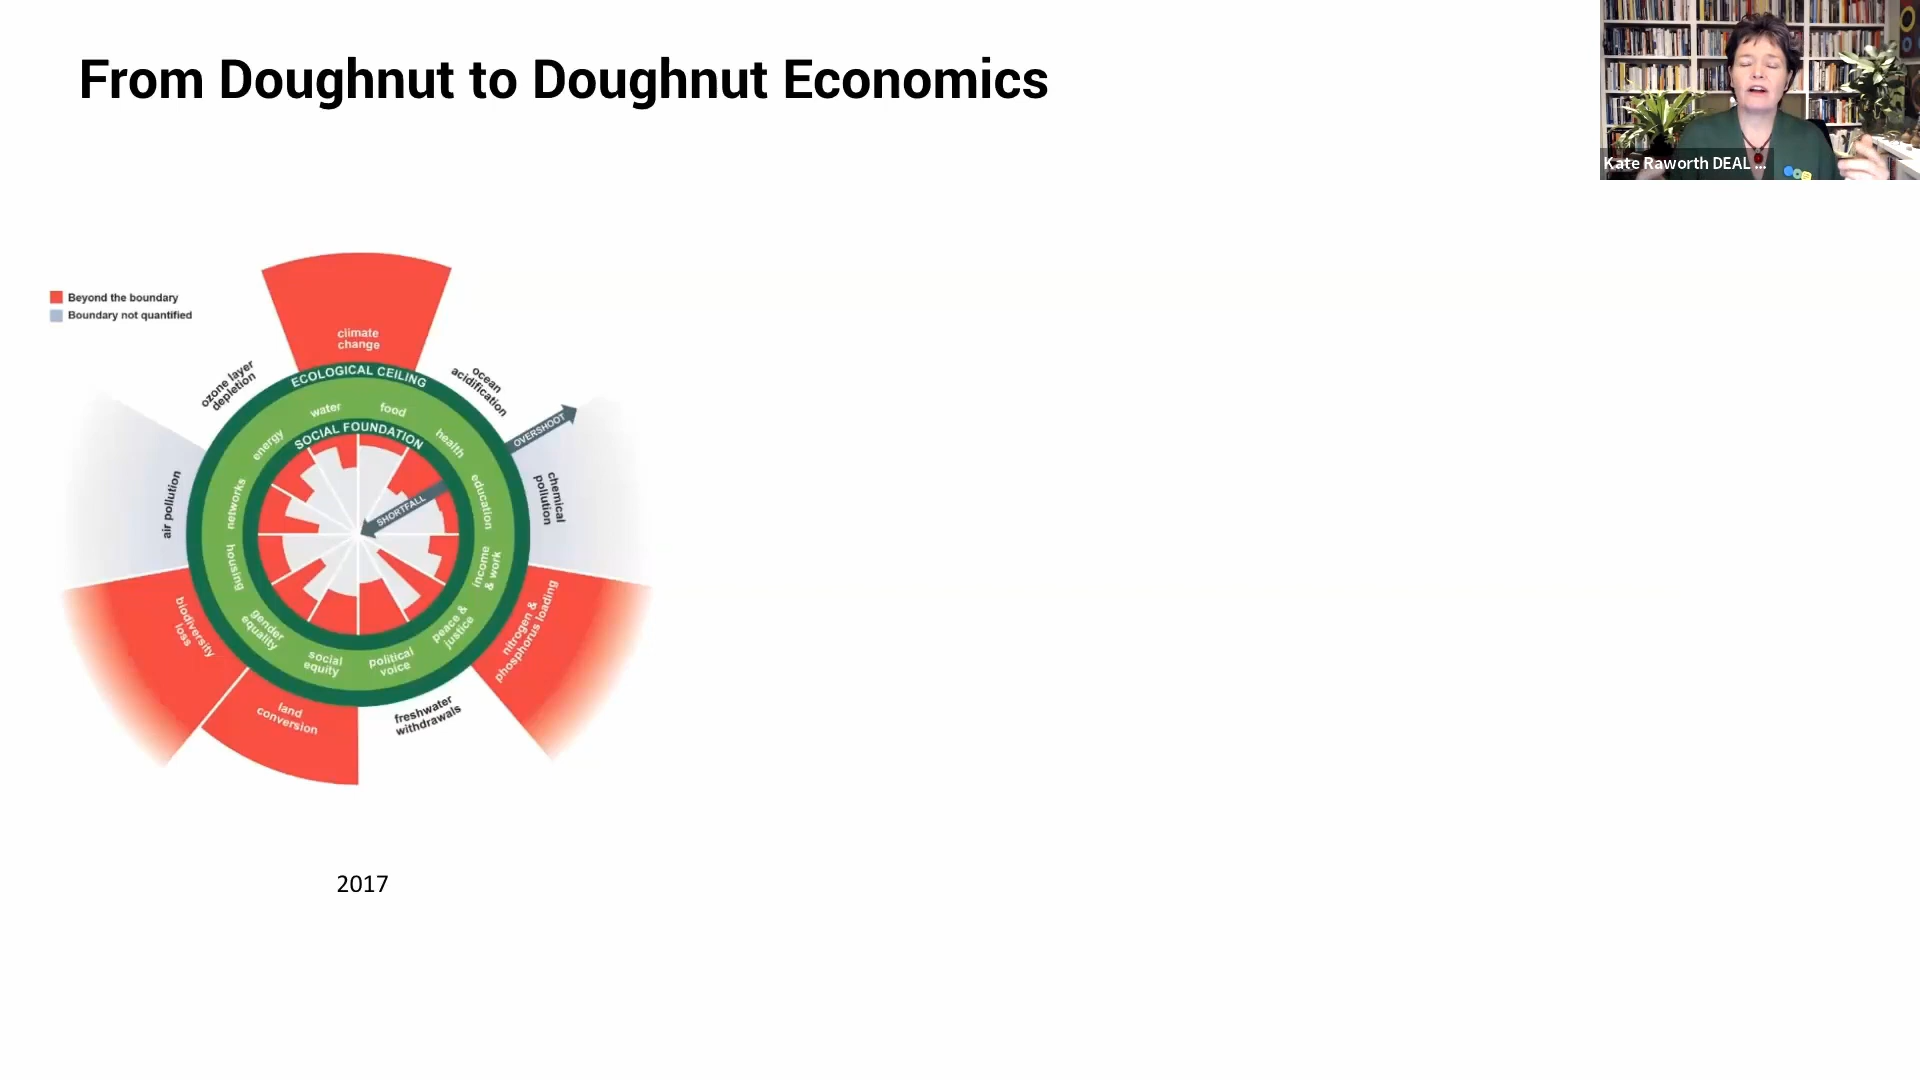 From Doughnut to Doughnut Economics
Kate Raworth DEAL ...
Beyond the boundary
Boundary not quantified
climate
change
ozone layer
depletion
ocean
acidification
ECOLOGICAL CEILING
OVERSHOOT
water
food
energy
health
SOCIAL FOUNDATION
SHORTFALL
networks
education
air pollution
chemical
pollution
housing
income
& work
biodiversity
loss
gender
equality
peace &
justice
nitrogen &
phosphorus loading
social
equity
political
voice
land
conversion
freshwater
withdrawals
2017